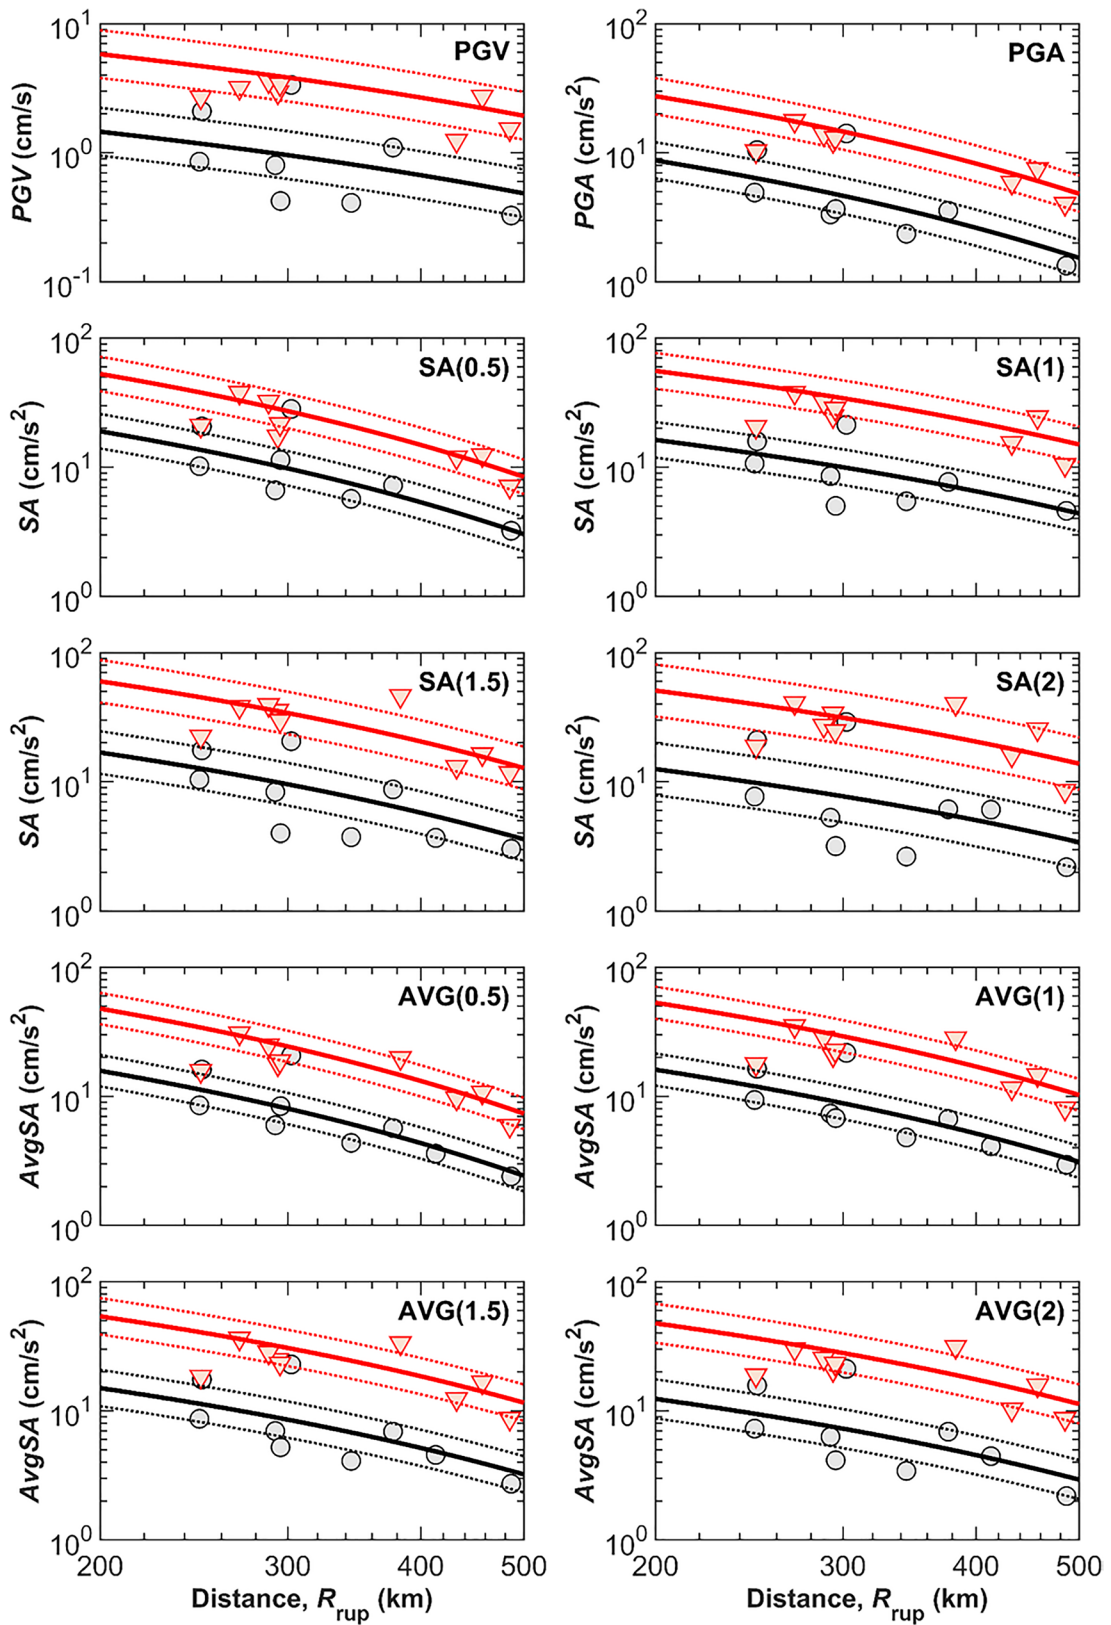 10^1 PGV
10^0
10^-1
PGV (cm/s)
10^2 PGA
10^1
10^0
PGA (cm/s^2)
10^2 SA(0.5)
10^1
10^0
SA (cm/s^2)
10^2 SA(1)
10^1
10^0
SA (cm/s^2)
10^2 SA(1.5)
10^1
10^0
SA (cm/s^2)
10^2 SA(2)
10^1
10^0
SA (cm/s^2)
10^2 AVG(0.5)
10^1
10^0
AvgSA (cm/s^2)
10^2 AVG(1)
10^1
10^0
AvgSA (cm/s^2)
10^2 AVG(1.5)
10^1
10^0
AvgSA (cm/s^2)
200 300 400 500
Distance, R_rup (km)
10^2 AVG(2)
10^1
10^0
AvgSA (cm/s^2)
200 300 400 500
Distance, R_rup (km)